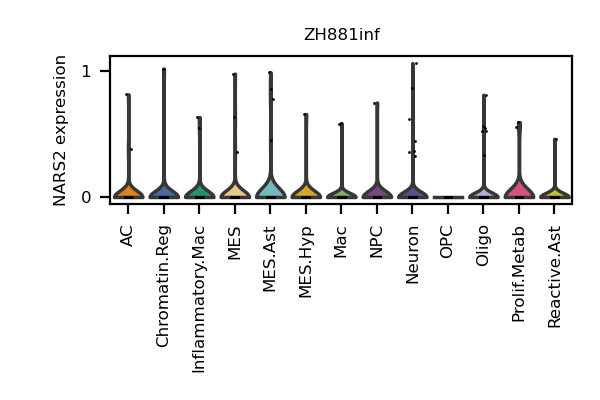 ZH881inf
NARS2 expression
1
0
AC
Chromatin.Reg
Inflammatory.Mac
MES
MES.Ast
MES.Hyp
Mac
NPC
Neuron
OPC
Oligo
Prolif.Metab
Reactive.Ast